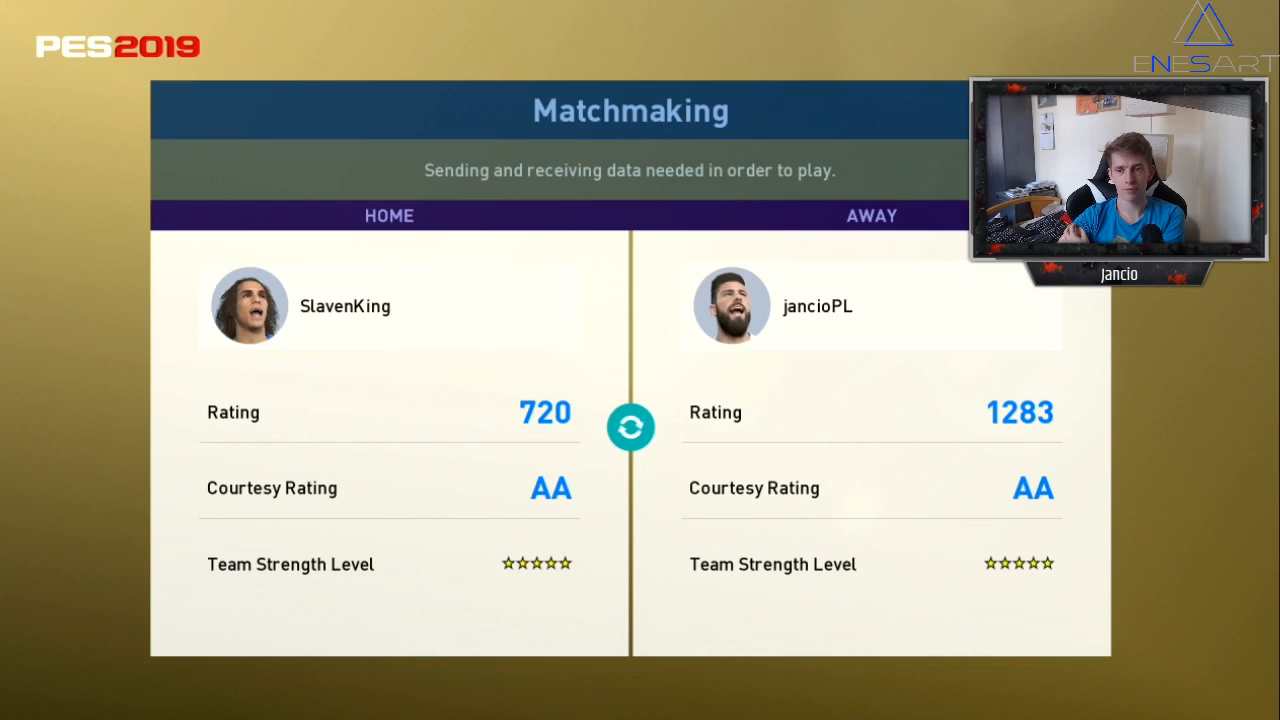 PES2019
ENESART
Matchmaking
Sending and receiving data needed in order to play.
HOME
AWAY
Jancio
SlavenKing
jancioPL
Rating
720
Rating
1283
Courtesy Rating
AA
Courtesy Rating
AA
Team Strength Level
Team Strength Level